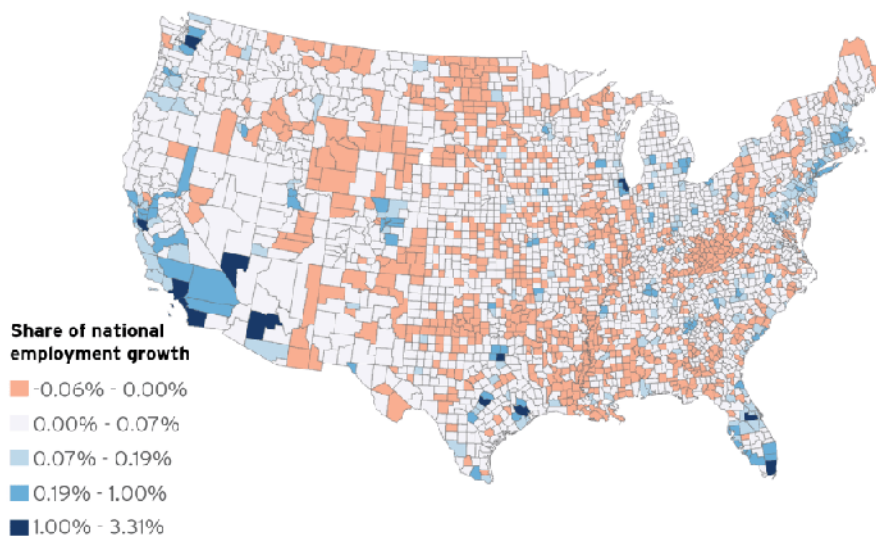 Share of national
employment growth
-0.06% - 0.00%
0.00% - 0.07%
0.07% - 0.19%
0.19% - 1.00%
1.00% - 3.31%